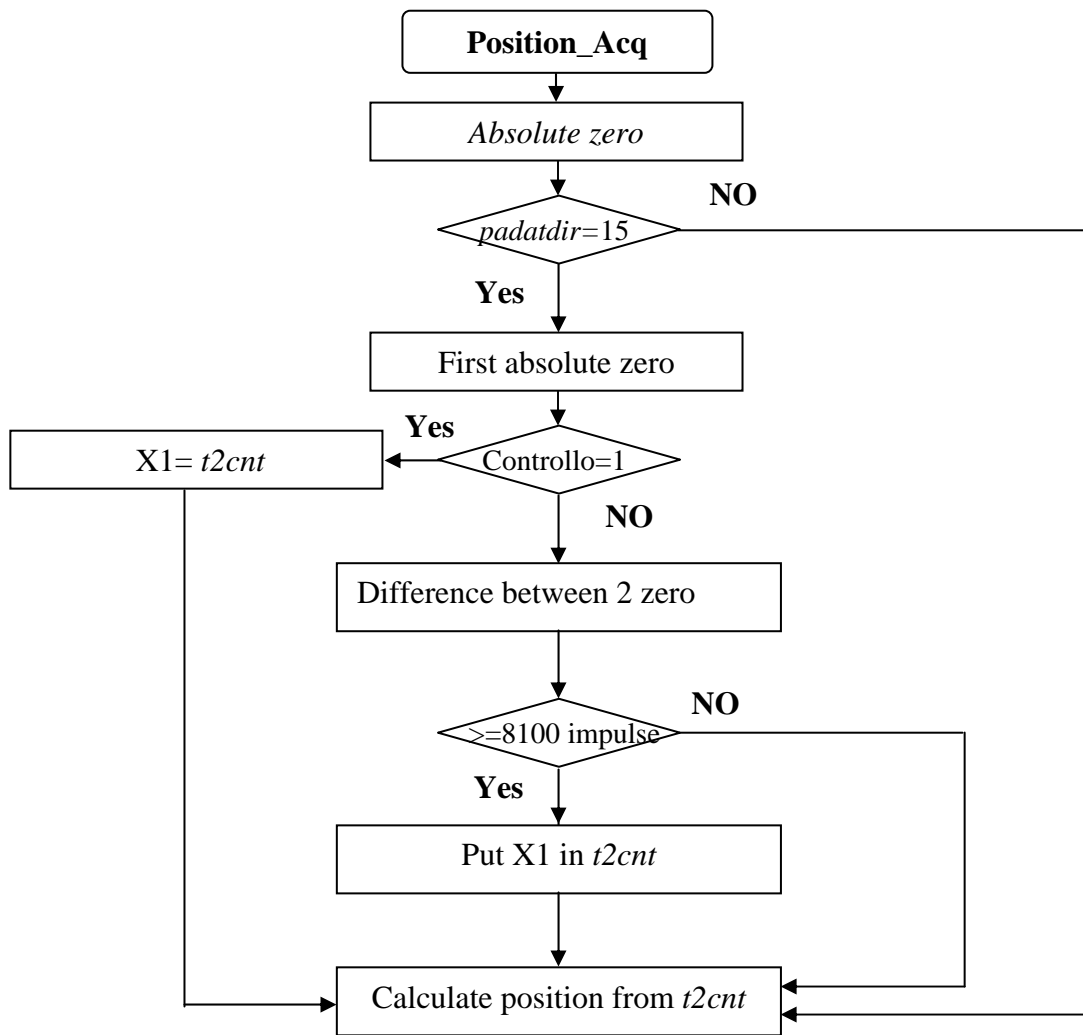 Position_Acq
Absolute zero
NO
padatdir=15
Yes
First absolute zero
Yes
X1= t2cnt
Controllo=1
NO
Difference between 2 zero
NO
>=8100 impulse
Yes
Put X1 in t2cnt
Calculate position from t2cnt